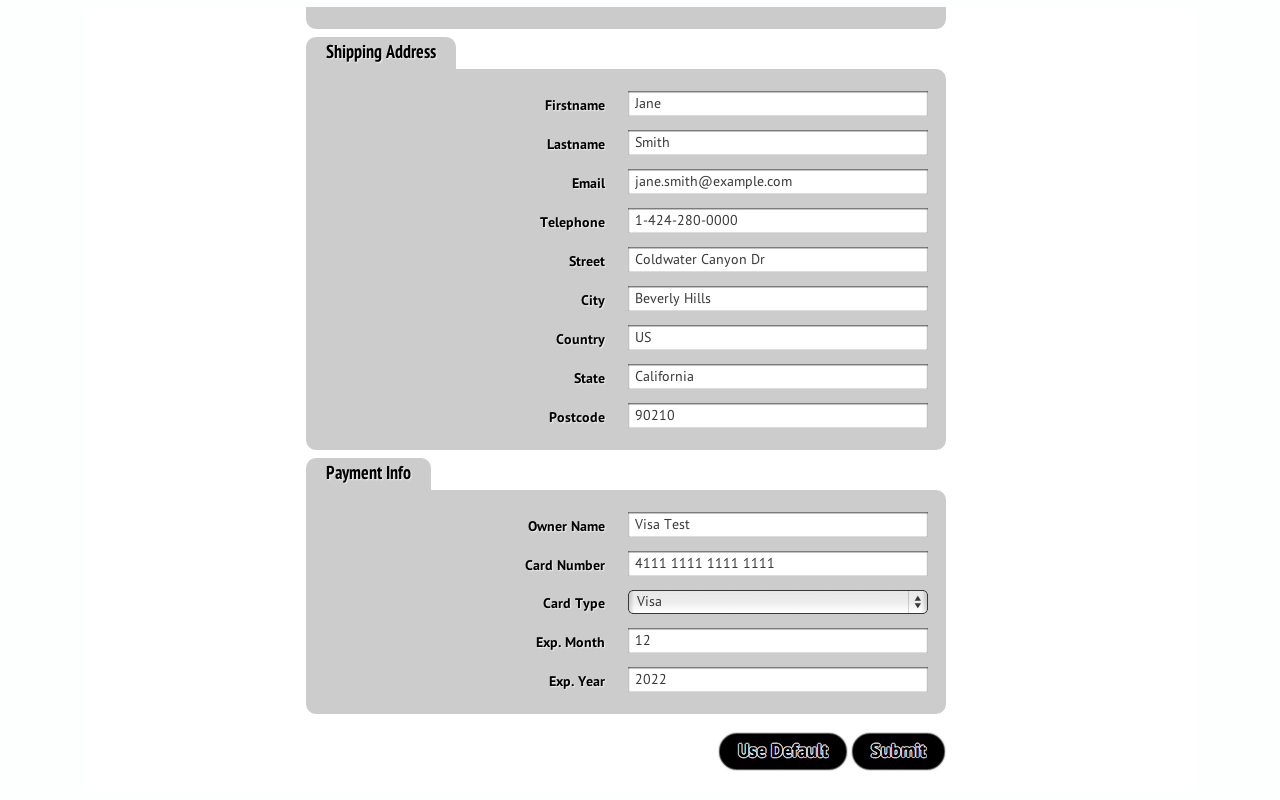 Shipping Address
Firstname Jane
Lastname Smith
Email jane.smith@example.com
Telephone 1-424-280-0000
Street Coldwater Canyon Dr
City Beverly Hills
Country US
State California
Postcode 90210
Payment Info
Owner Name Visa Test
Card Number 4111 1111 1111 1111
Card Type Visa
Exp. Month 12
Exp. Year 2022
Use Default Submit